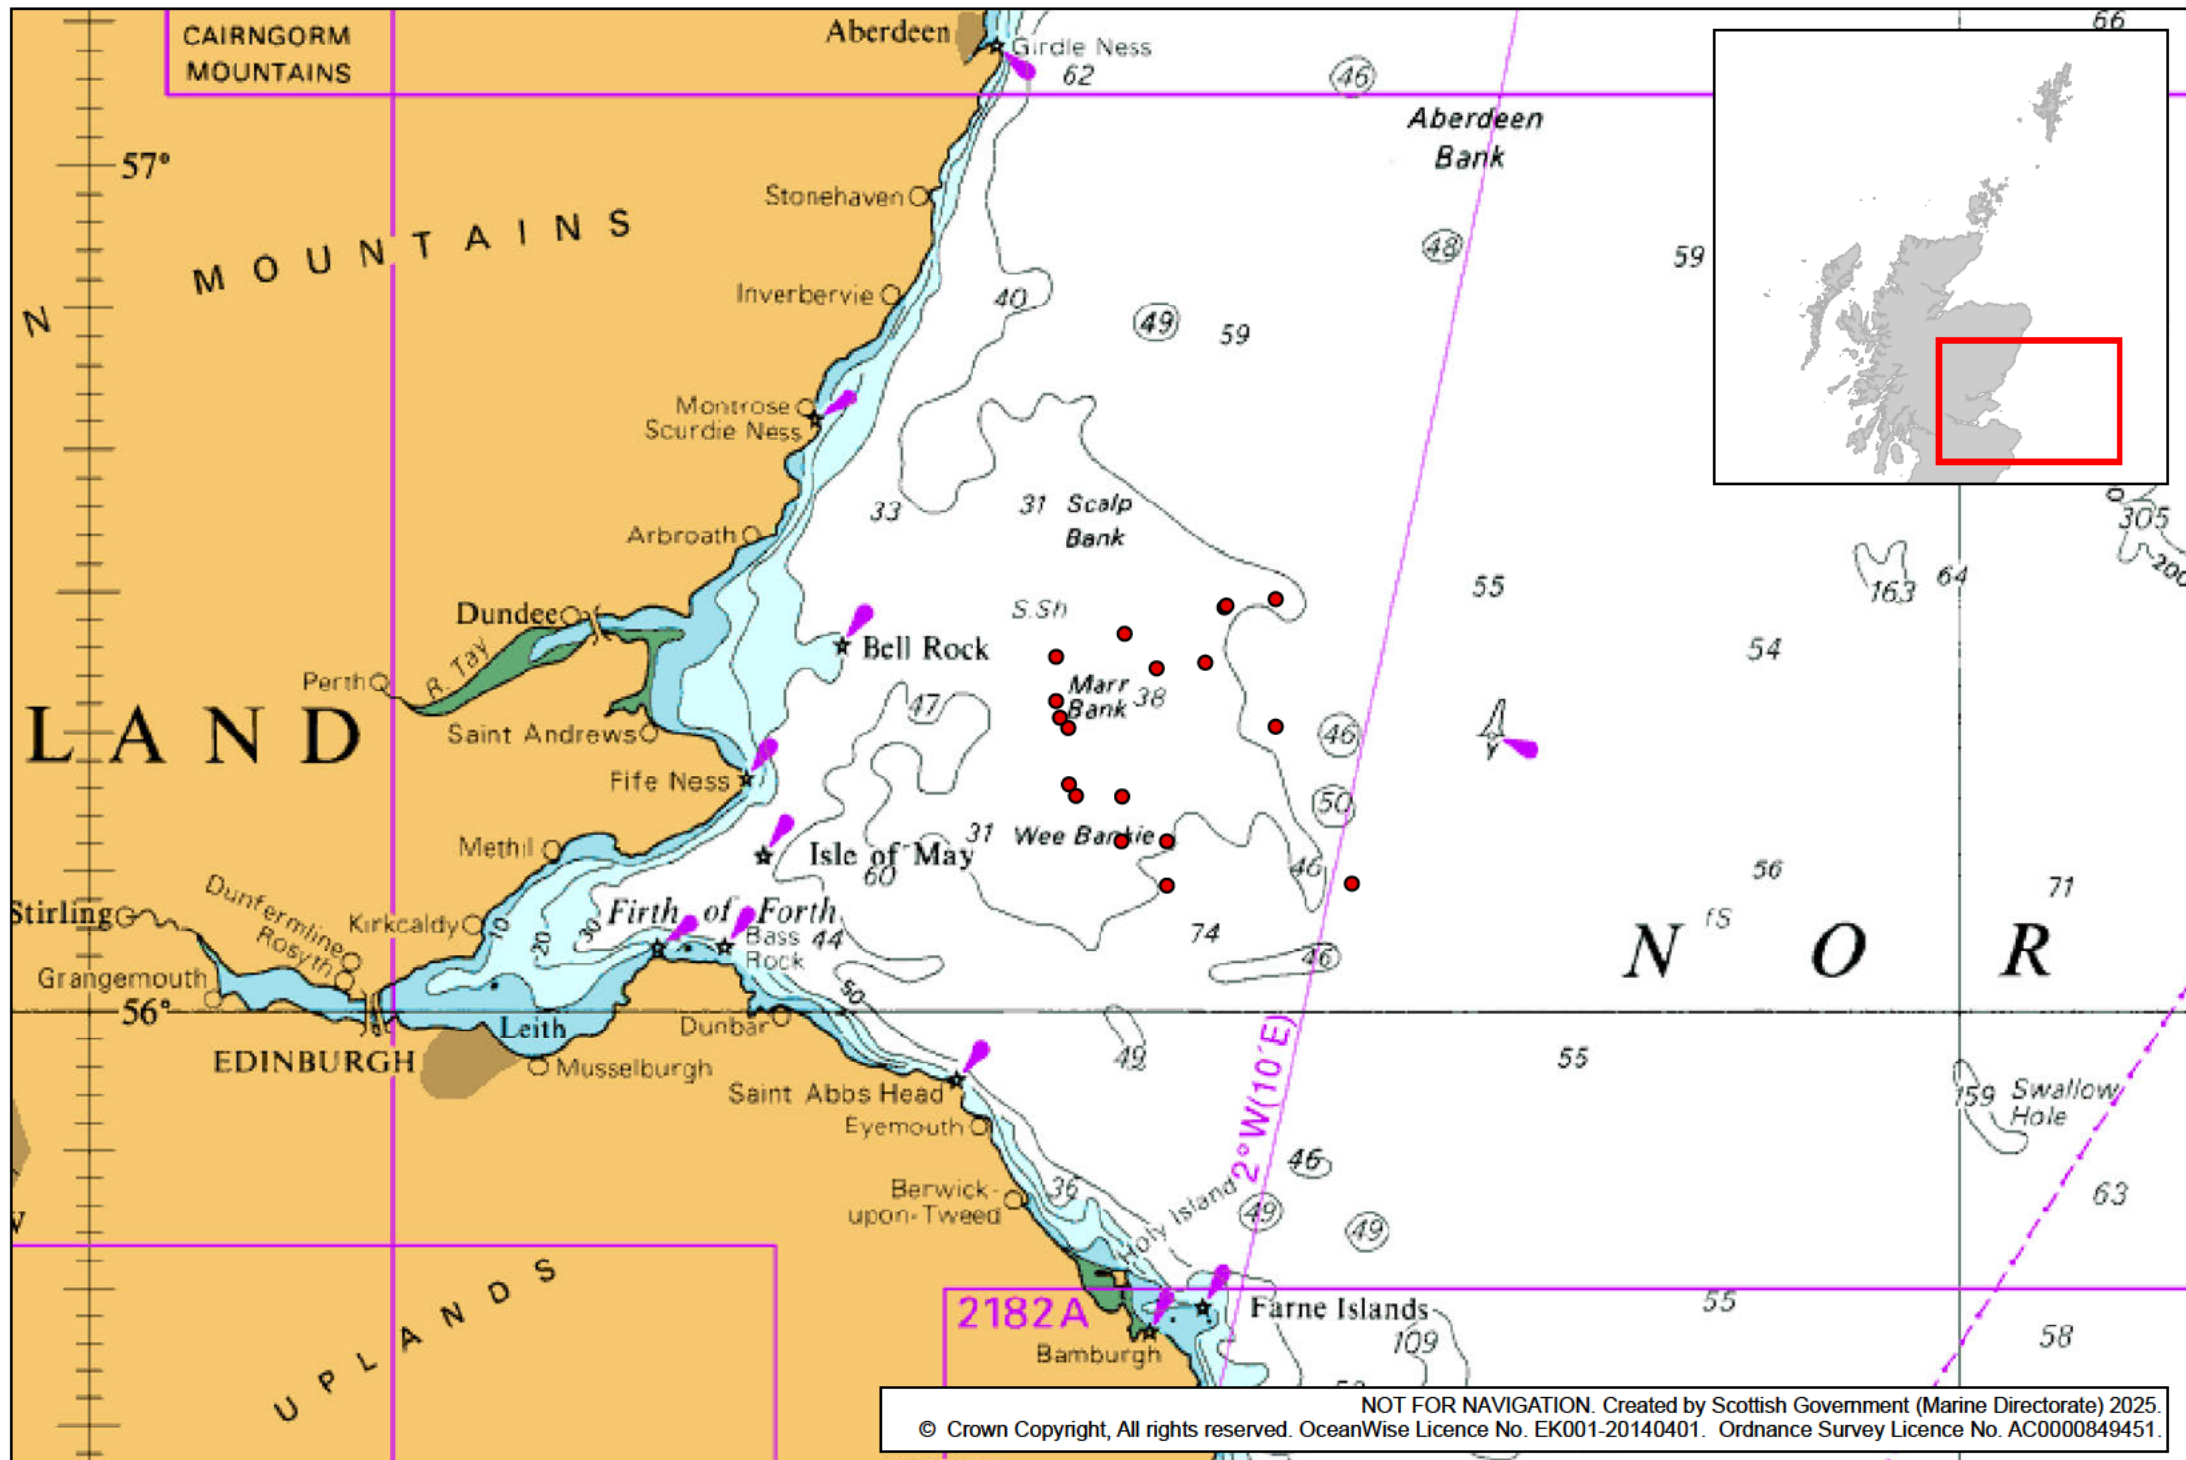 CAIRNGORM
MOUNTAINS
Aberdeen
Girdle Ness
62
46
66
Aberdeen
Bank
57°
Stonehaven
MOUNTAINS
48
59
N
Inverbervie
40
49
59
Montrose
Scurdie Ness
33
31 Scalp
Bank
305
200
Arbroath
55
163
64
Dundee
S.Sh
R. Tay
Bell Rock
54
Perth
Marr
Bank
38
47
LAND
Saint Andrews
46
Fife Ness
50
Methil
31
Wee Bankie
Isle of May
60
46
56
71
Stirling
Dunfermline
Rosyth
Kirkcaldy
10
20
30
Firth of Forth
Bass
Rock
44
74
fS
NOR
46
Grangemouth
50
56°
Leith
Dunbar
EDINBURGH
Musselburgh
49
55
2°W(10'E)
Saint Abbs Head
159
Swallow
Hole
Eyemouth
46
Berwick-
upon-Tweed
36
Holy Island
49
49
63
UPLANDS
2182A
Farne Islands
55
109
58
Bamburgh
NOT FOR NAVIGATION. Created by Scottish Government (Marine Directorate) 2025.
© Crown Copyright, All rights reserved. OceanWise Licence No. EK001-20140401. Ordnance Survey Licence No. AC0000849451.